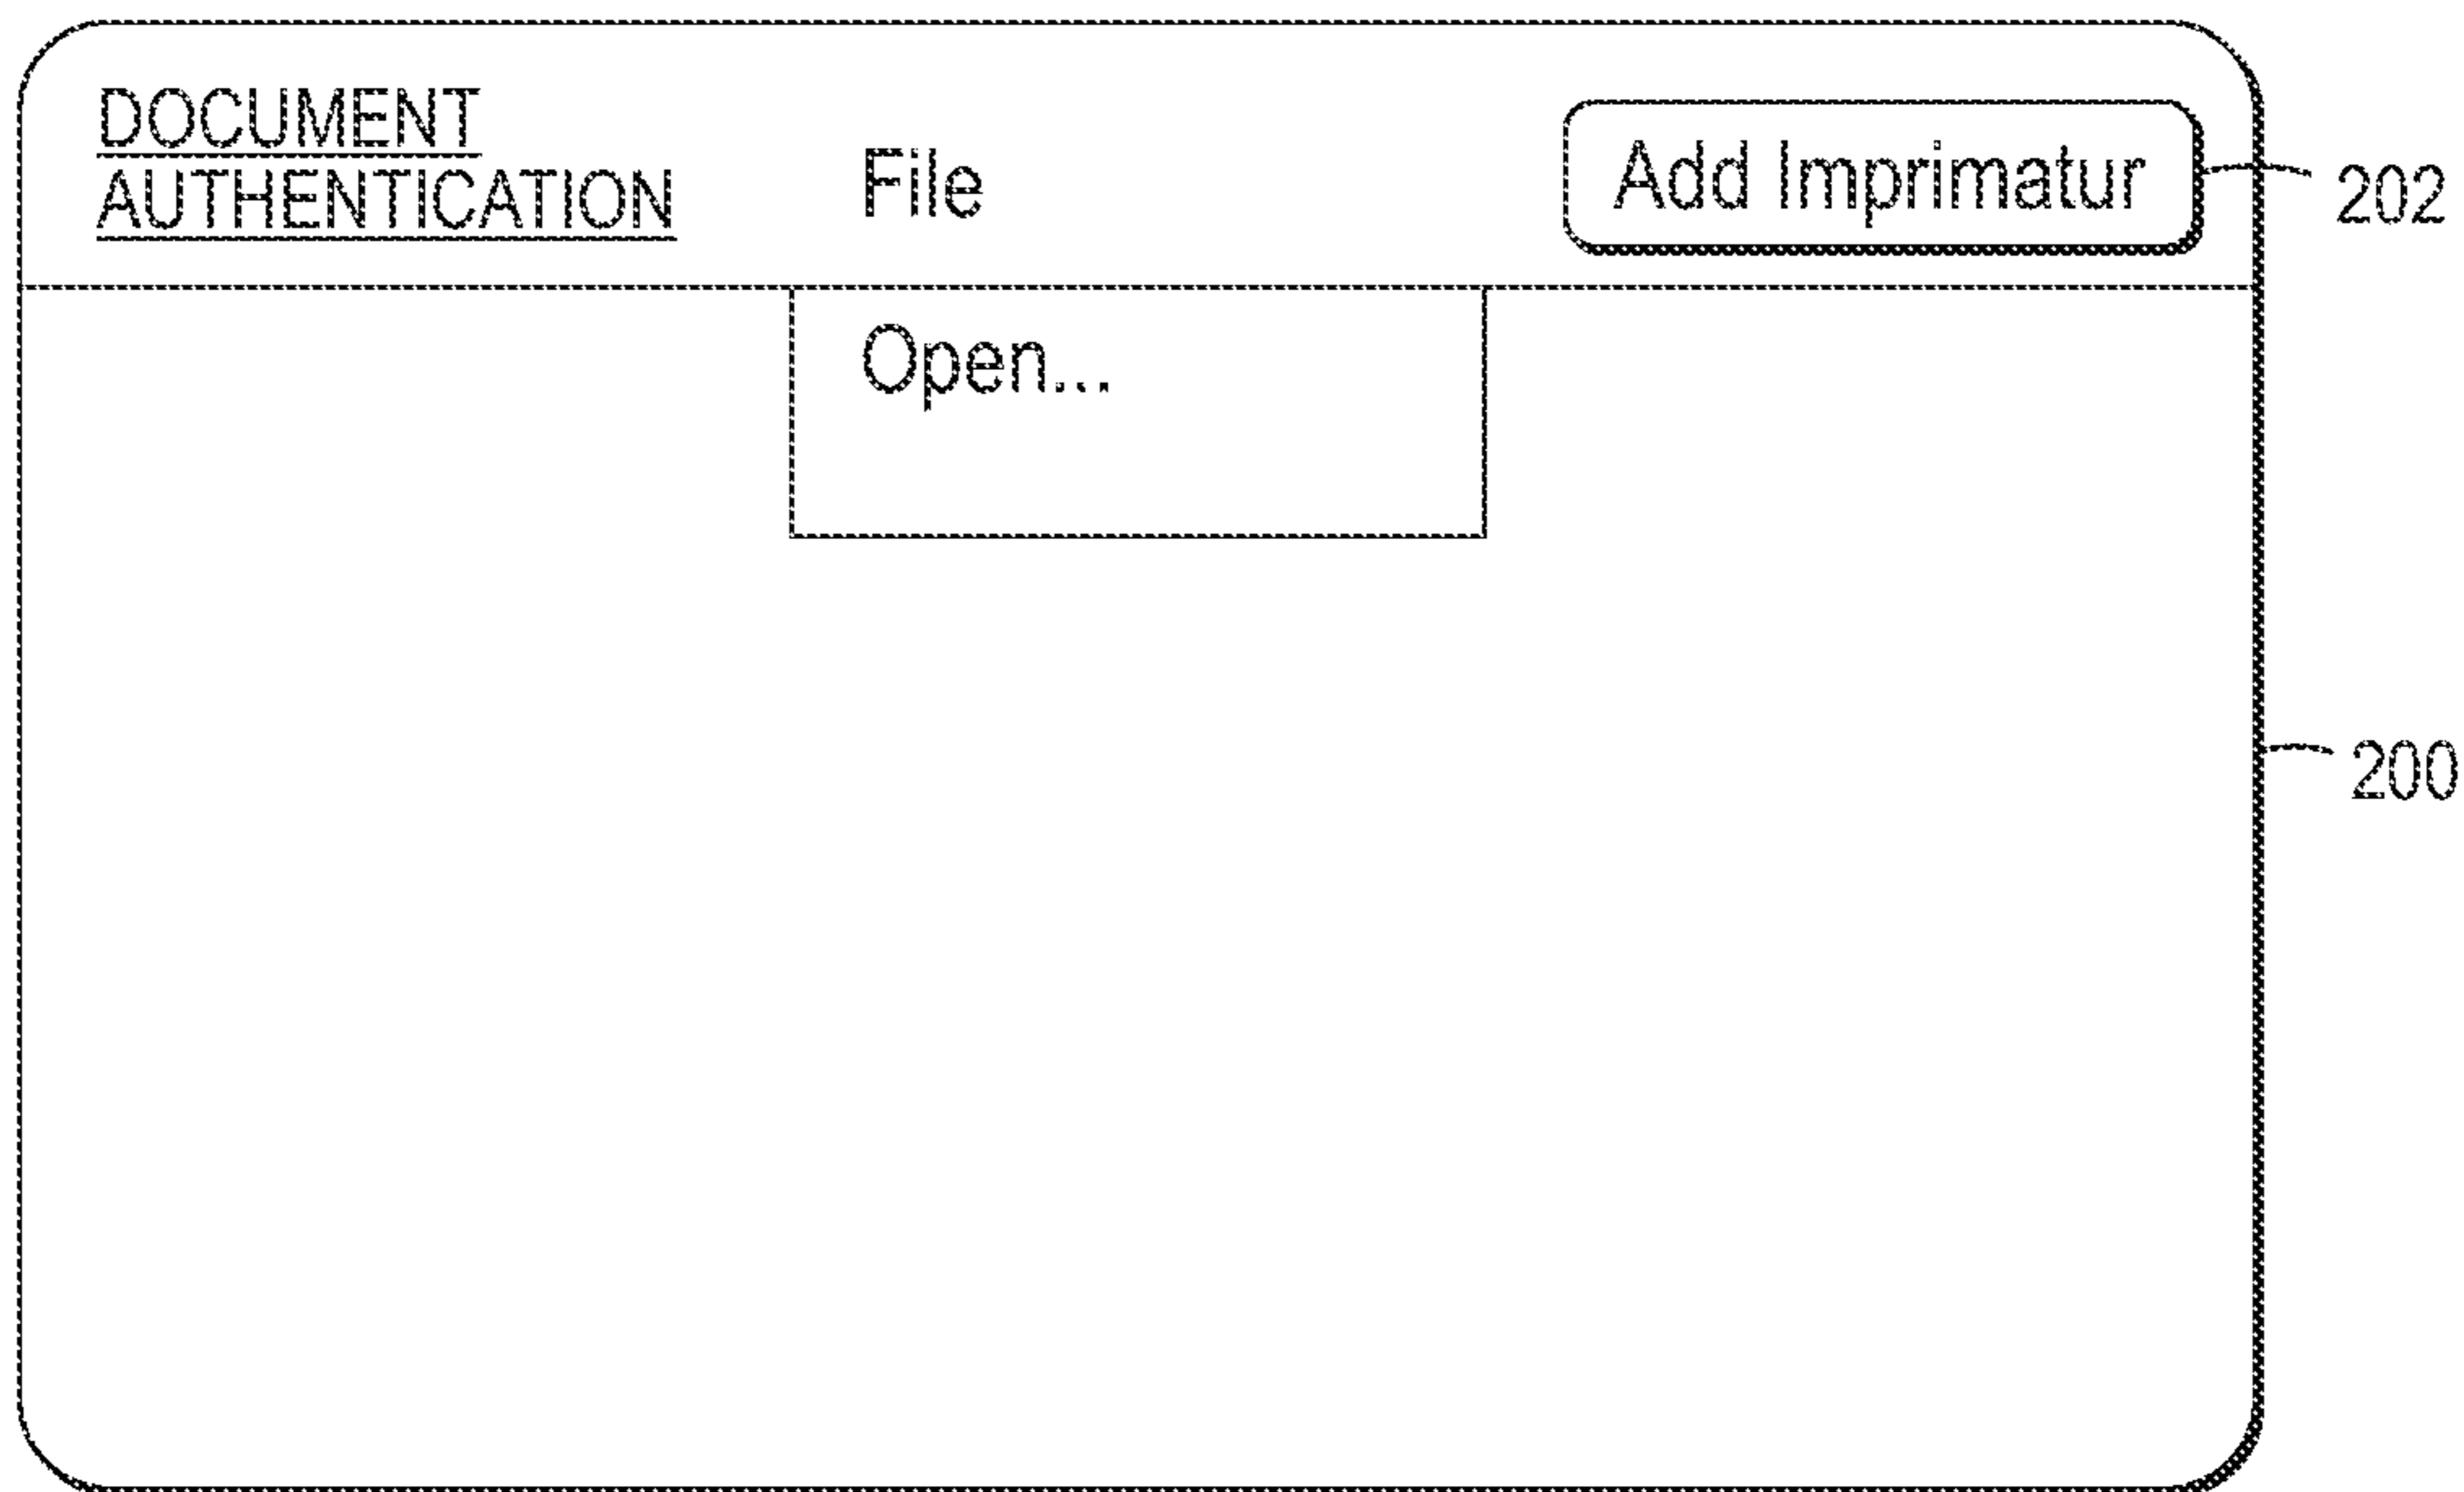 DOCUMENT
AUTHENTICATION
File
Add Imprimatur
202
Open...
200